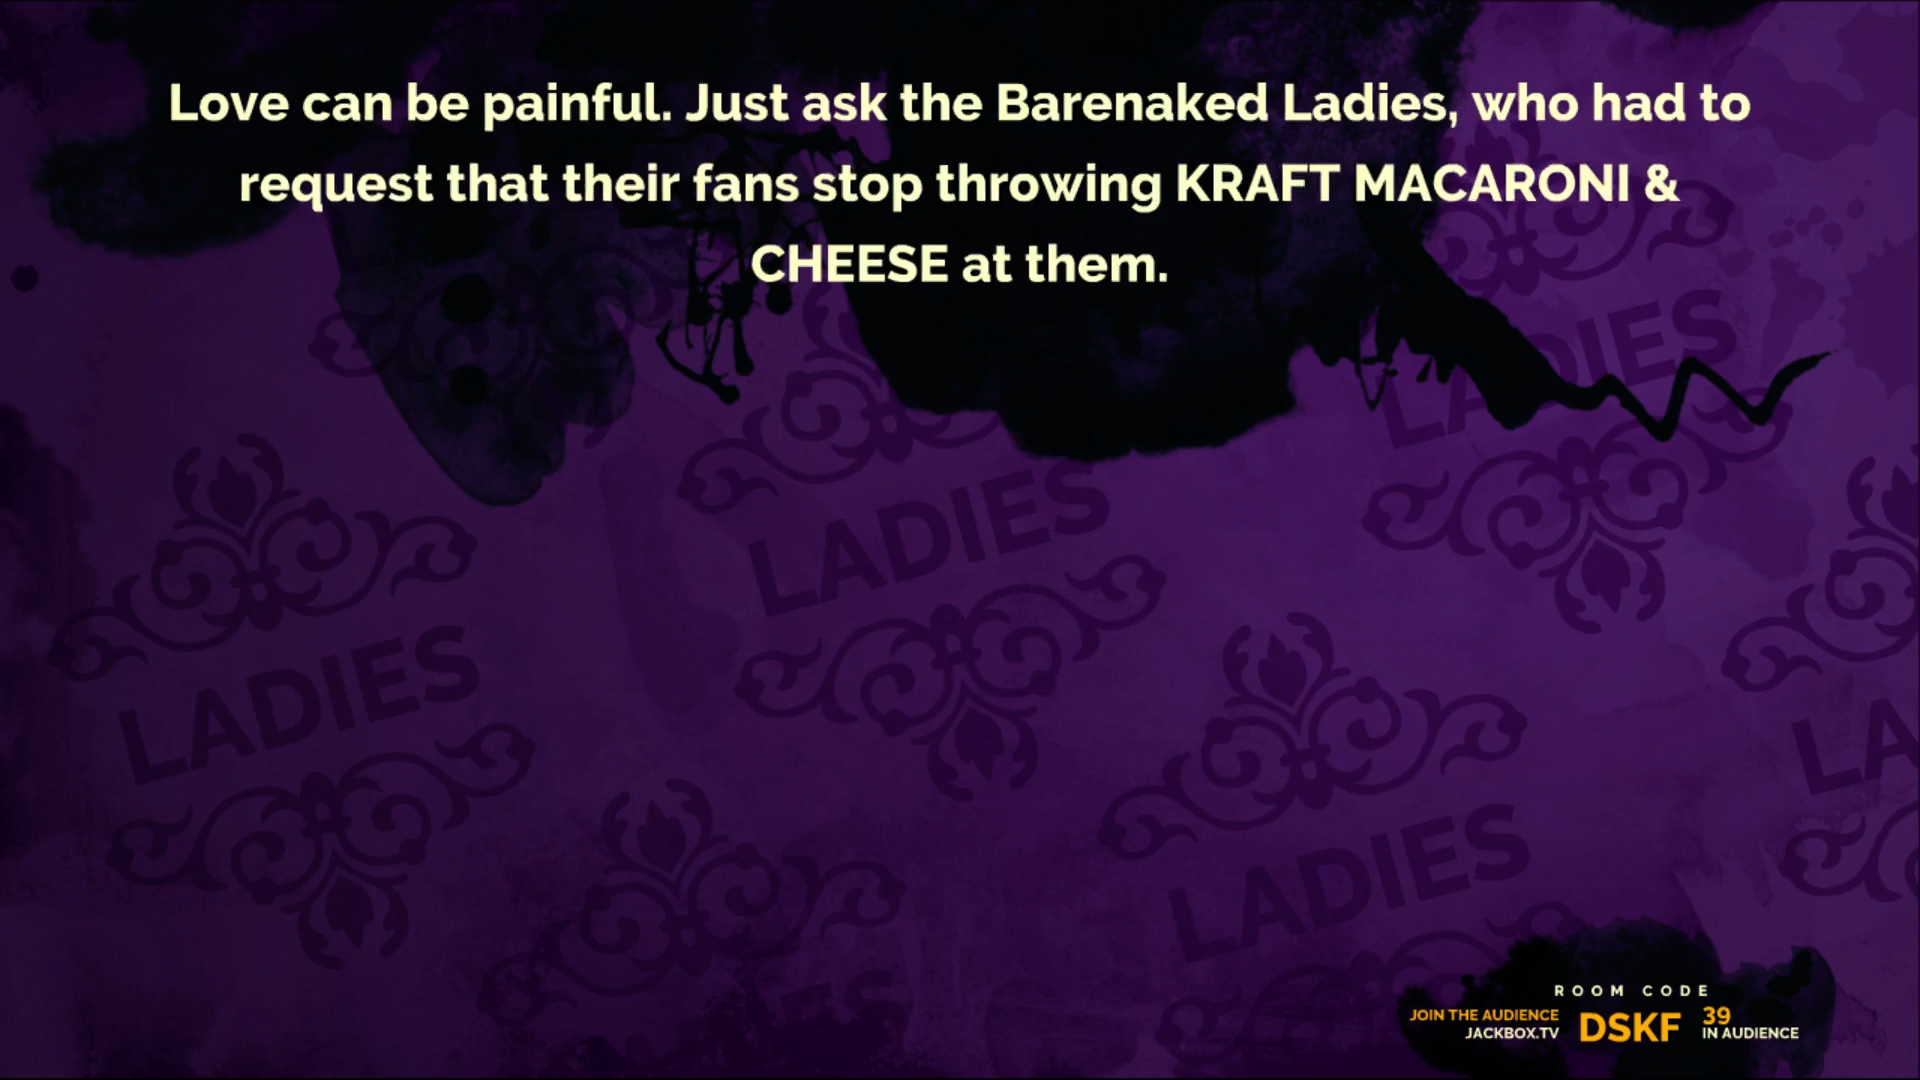 Love can be painful. Just ask the Barenaked Ladies, who had to
request that their fans stop throwing KRAFT MACARONI &
CHEESE at them.
LADIES
LADIES
LADIES
LADIES
ROOM CODE
JOIN THE AUDIENCE
JACKBOX.TV
DSKF
39
IN AUDIENCE